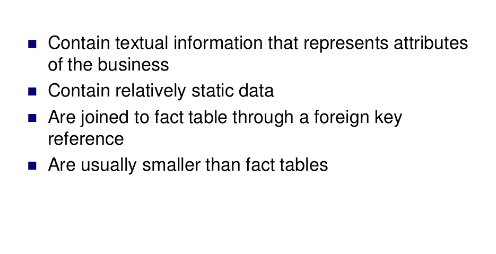 Contain textual information that represents attributes
of the business
Contain relatively static data
Are joined to fact table through a foreign key
reference
Are usually smaller than fact tables